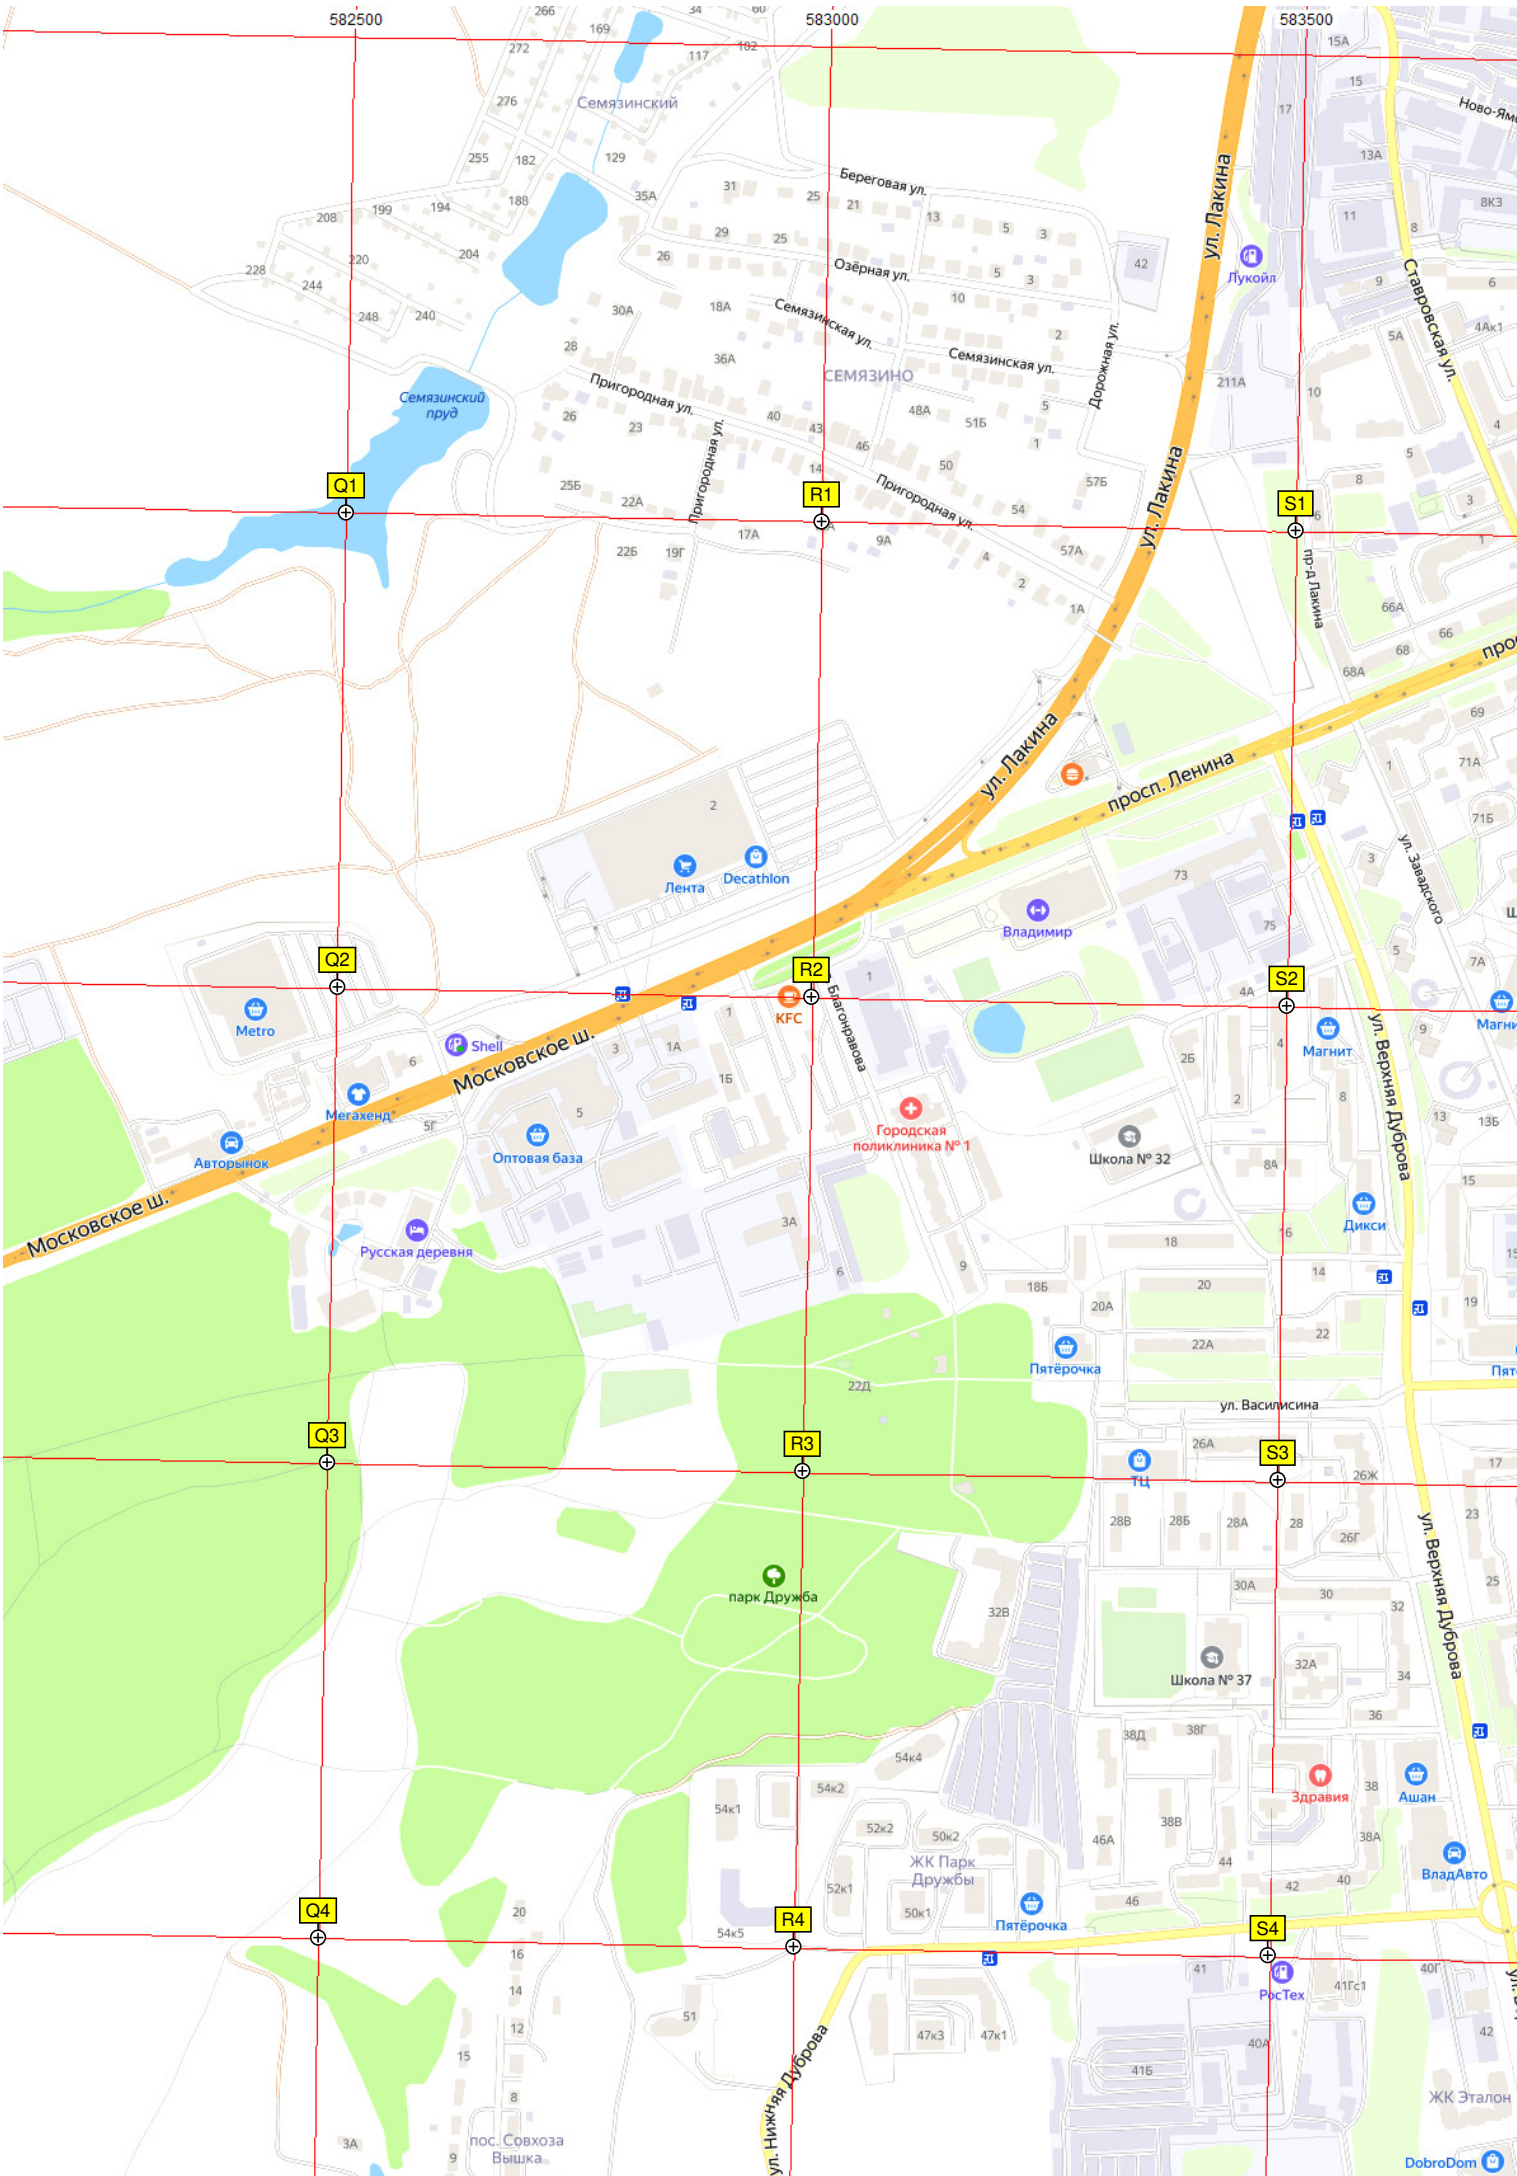 582500
583000
583500
266
169
34
60
15А
272
117
182
15
276
Семязинский
17
Ново-Ям
255
182
129
13А
31
Береговая ул.
ул. Лакина
188
35А
25
21
8К3
208
199
194
13
11
8
220
204
29
25
5
3
26
Озёрная ул.
42
Лукойл
228
244
5
3
9
6
Ставровская ул.
248
240
30А
18А
10
Семязинская ул.
2
5А
4Ак1
28
36А
Семязинская ул.
СЕМЯЗИНО
Дорожная ул.
211А
10
Семязинский
пруд
Пригородная ул.
26
23
40
43
48А
51Б
5
1
4
46
5
Q1
25Б
22А
Пригородная ул.
14
R1
50
Пригородная ул.
57Б
ул. Лакина
8
3
S1
54
6
17А
9А
1
22Б
19Г
4
57А
2
пр-д Лакина
1А
66А
66
68
68А
прос
69
ул. Лакина
просп. Ленина
1
71А
2
71Б
Лента
Decathlon
73
3
ул. Завадского
Владимир
75
5
7А
Q2
R2
S2
1
4А
Metro
KFC
Благонравова
Магнит
Магни
9
Shell
Московское ш.
6
3
1А
1
2Б
4
ул. Верхняя Дуброва
Мегахенд
1Б
5
5Г
2
8
13
13Б
Авторынок
Оптовая база
Городская
поликлиника № 1
Школа № 32
8А
15
Московское ш.
3А
Дикси
Русская деревня
18
16
6
9
18Б
20
14
19
20А
22
22А
Пятёрочка
Пят
22Д
ул. Василисина
Q3
R3
S3
26А
26Ж
17
ТЦ
28В
28Б
28А
28
26Г
23
ул. Верхняя Дуброва
парк Дружба
30А
30
25
32
32В
32А
Школа № 37
34
36
38Д
38Г
54к4
54к2
54к1
Здравия
38
Ашан
52к2
50к2
46А
38В
38А
ЖК Парк
Дружбы
44
ВладАвто
52к1
46
42
40
Q4
50к1
Пятёрочка
R4
S4
20
54к5
16
41
РосТех
41Гс1
40Г
14
51
12
47к3
47к1
42
15
40А
41Б
ул. Нижняя Дуброва
8
ЖК Эталон
3А
пос. Совхоза
Вышка
9
DobroDom